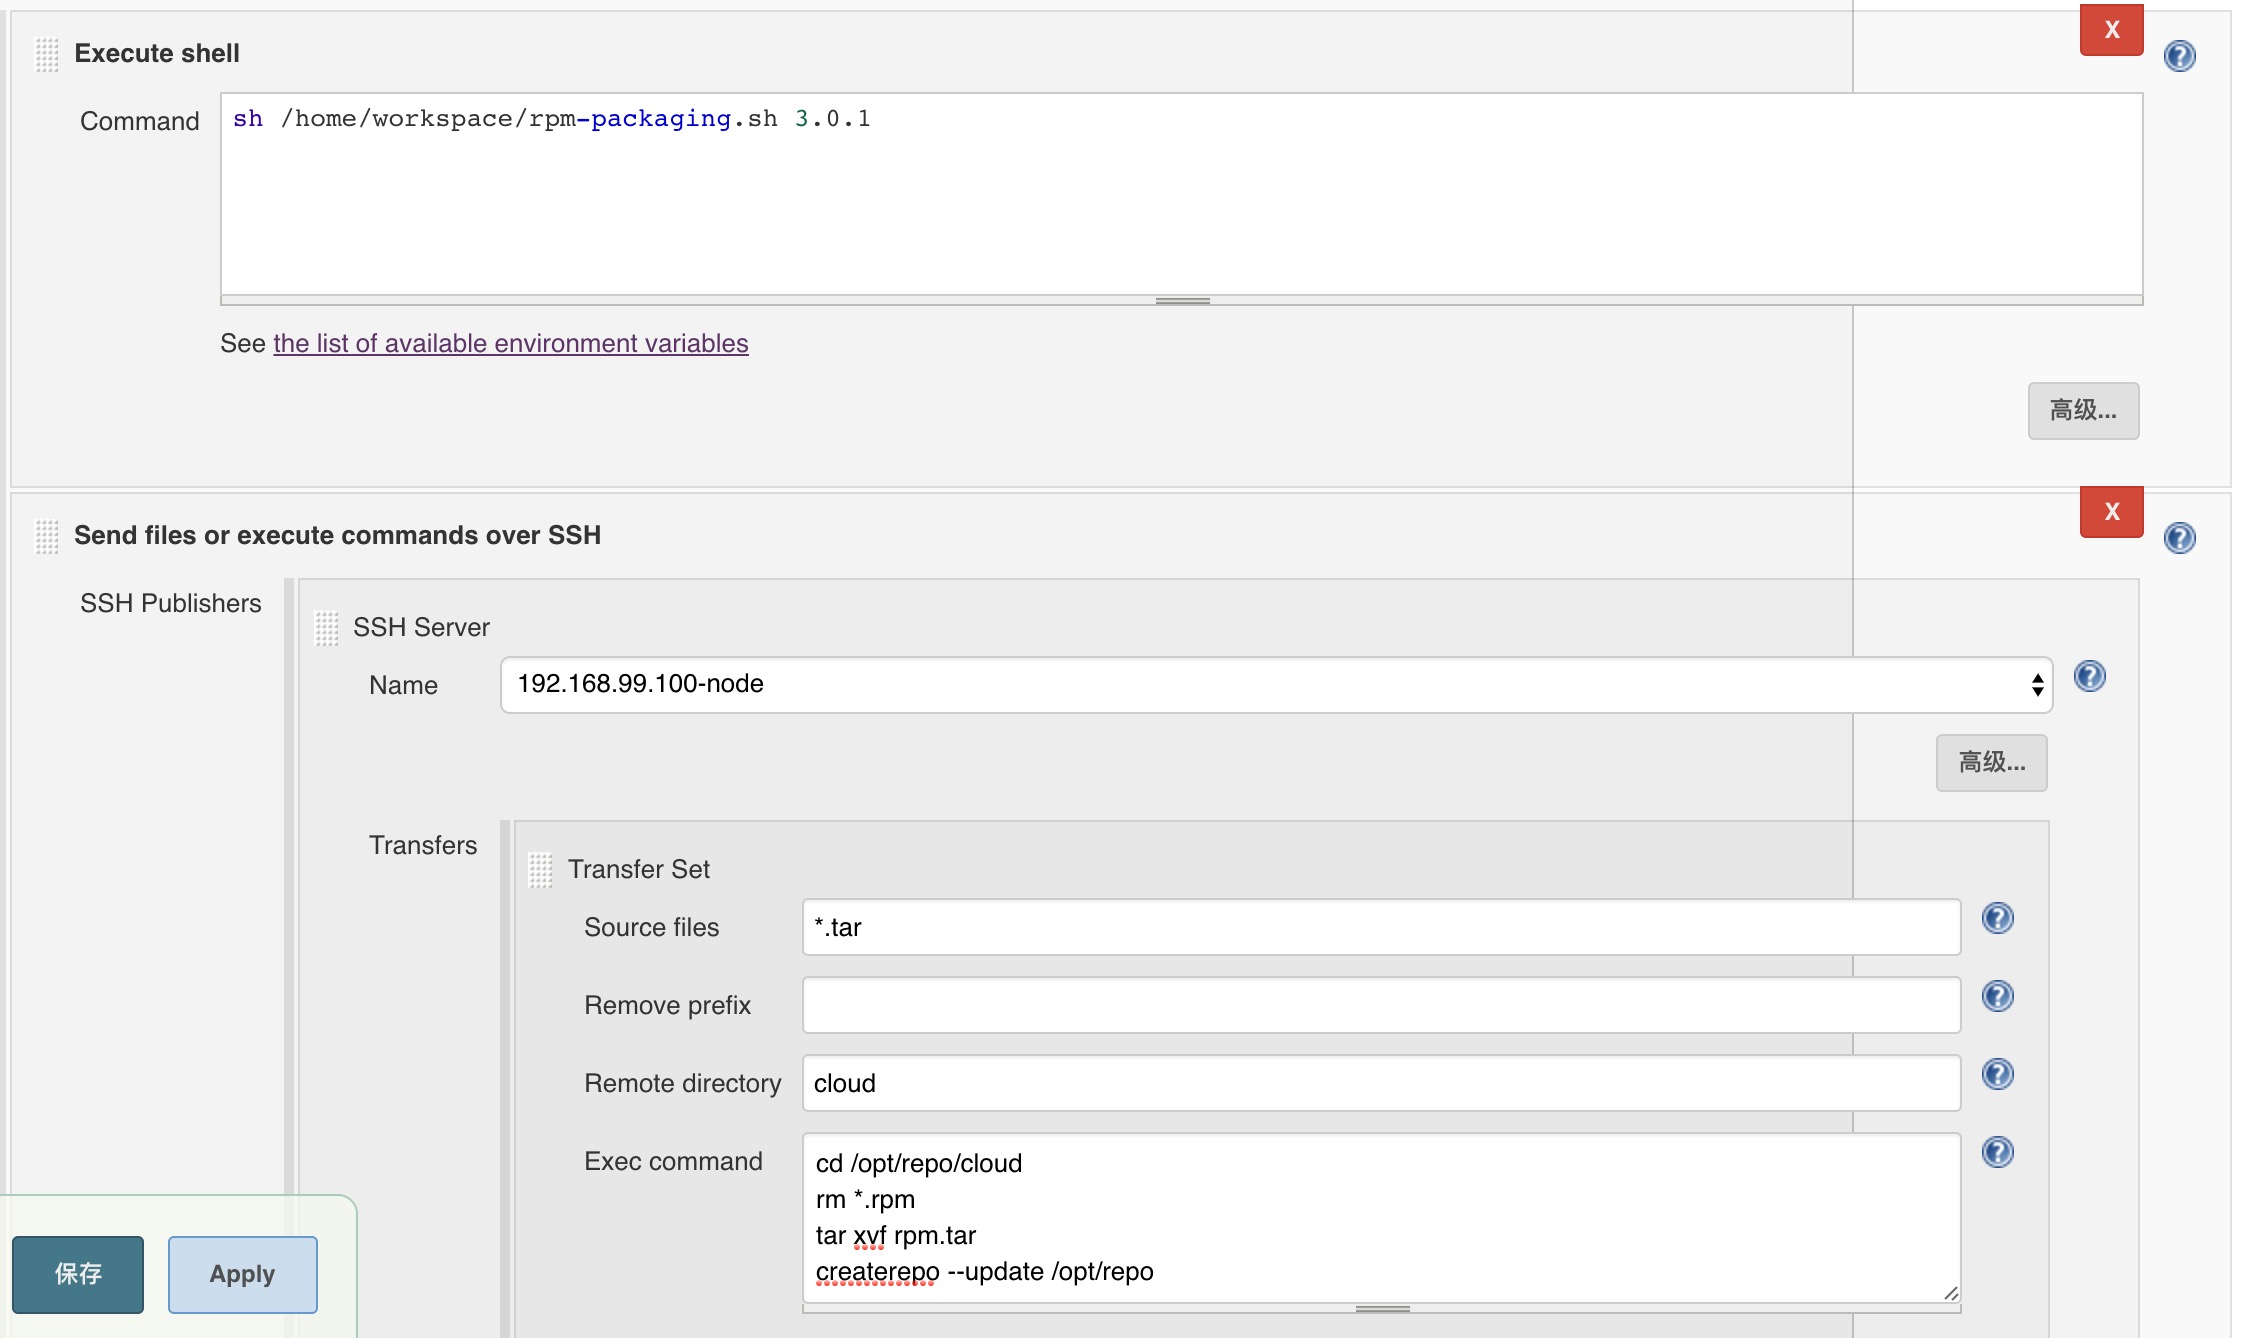 Execute shell
X
Command
sh /home/workspace/rpm-packaging.sh 3.0.1
See the list of available environment variables
高级...
Send files or execute commands over SSH
X
SSH Publishers
SSH Server
Name
192.168.99.100-node
高级...
Transfers
Transfer Set
Source files
*.tar
Remove prefix
Remote directory
cloud
Exec command
cd /opt/repo/cloud
rm *.rpm
tar xvf rpm.tar
createrepo --update /opt/repo
保存
Apply